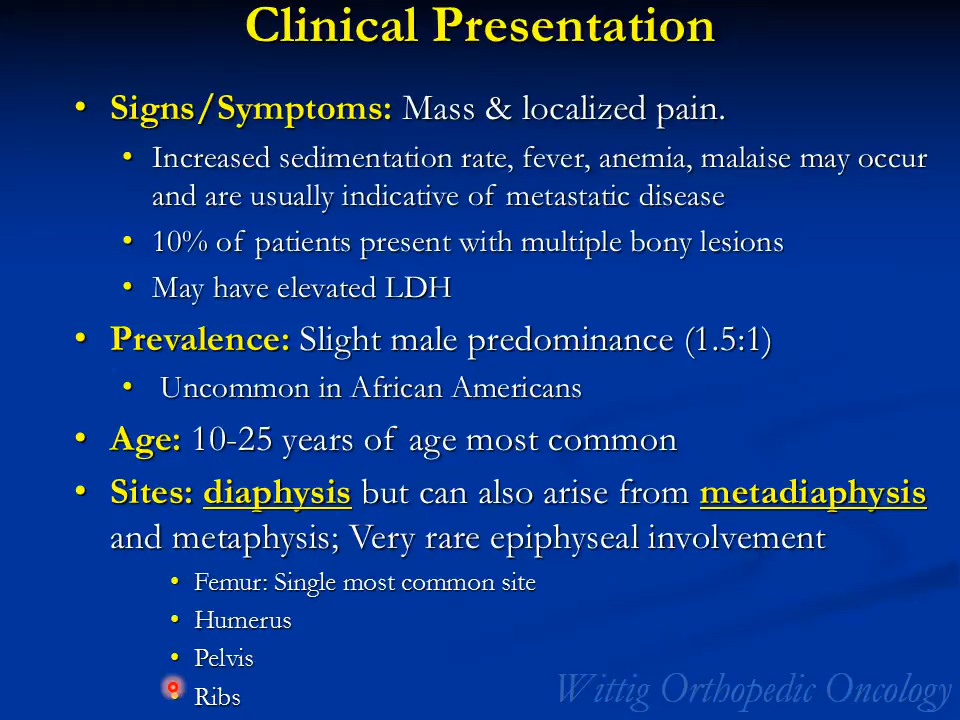 Clinical Presentation
• Signs/Symptoms: Mass & localized pain.
• Increased sedimentation rate, fever, anemia, malaise may occur
and are usually indicative of metastatic disease
• 10% of patients present with multiple bony lesions
• May have elevated LDH
• Prevalence: Slight male predominance (1.5:1)
• Uncommon in African Americans
• Age: 10-25 years of age most common
• Sites: diaphysis but can also arise from metadiaphysis
and metaphysis; Very rare epiphyseal involvement
• Femur: Single most common site
• Humerus
• Pelvis
• Ribs
Wittig Orthopedic Oncology